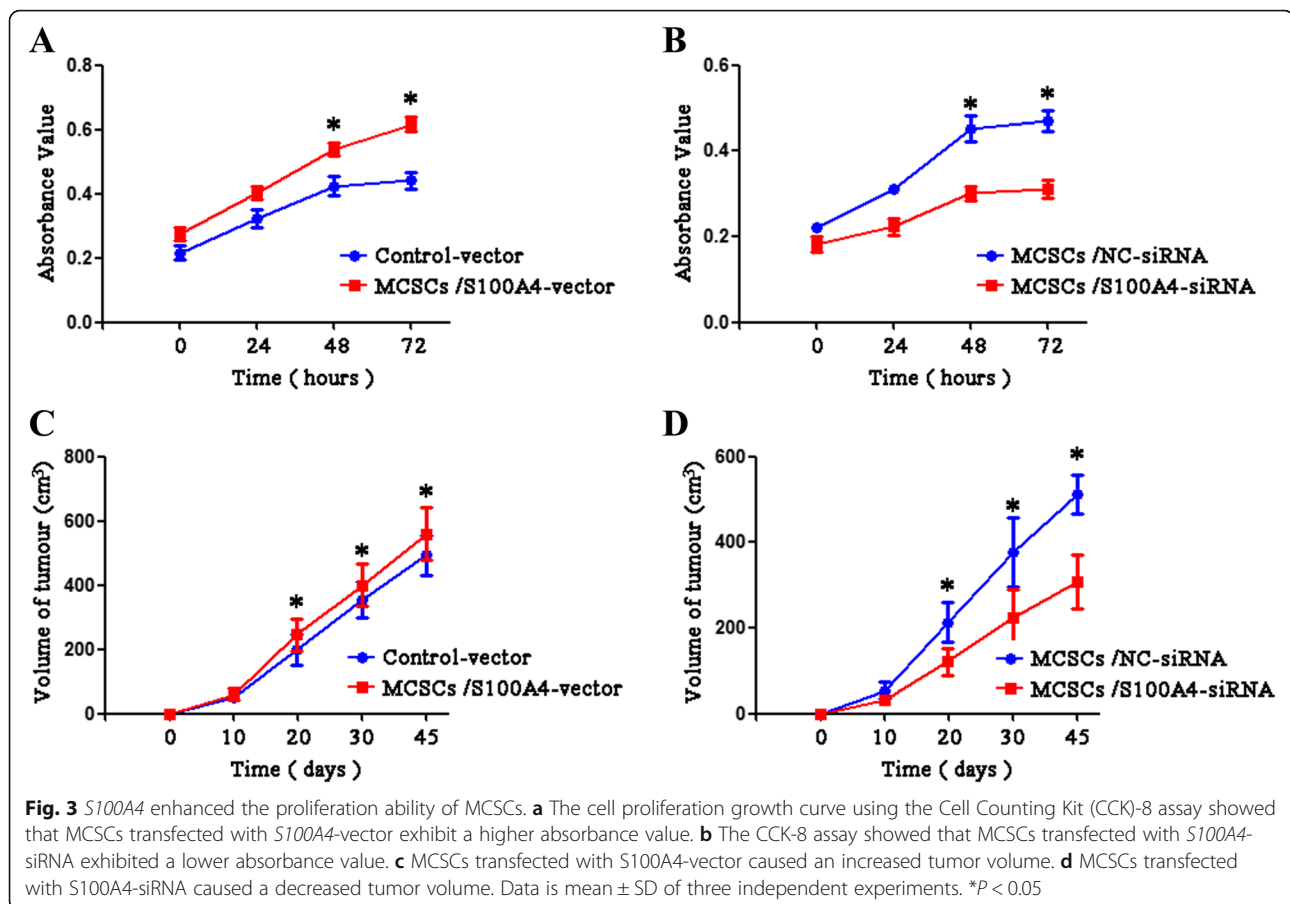 A
Absorbance Value
0.8
0.6
0.4
0.2
0.0
* *
Control-vector
MCSCs /S100A4-vector
0 24 48 72
Time ( hours )
B
Absorbance Value
0.6
0.4
0.2
0.0
* *
MCSCs /NC-siRNA
MCSCs /S100A4-siRNA
0 24 48 72
Time ( hours )
C
Volume of tumour (cm³)
800
600
400
200
0
* * *
Control-vector
MCSCs /S100A4-vector
0 10 20 30 45
Time ( days )
D
Volume of tumour (cm³)
600
400
200
0
* * *
MCSCs /NC-siRNA
MCSCs /S100A4-siRNA
0 10 20 30 45
Time ( days )
Fig. 3 S100A4 enhanced the proliferation ability of MCSCs. a The cell proliferation growth curve using the Cell Counting Kit (CCK)-8 assay showed
that MCSCs transfected with S100A4-vector exhibit a higher absorbance value. b The CCK-8 assay showed that MCSCs transfected with S100A4-
siRNA exhibited a lower absorbance value. c MCSCs transfected with S100A4-vector caused an increased tumor volume. d MCSCs transfected
with S100A4-siRNA caused a decreased tumor volume. Data is mean ± SD of three independent experiments. *P < 0.05